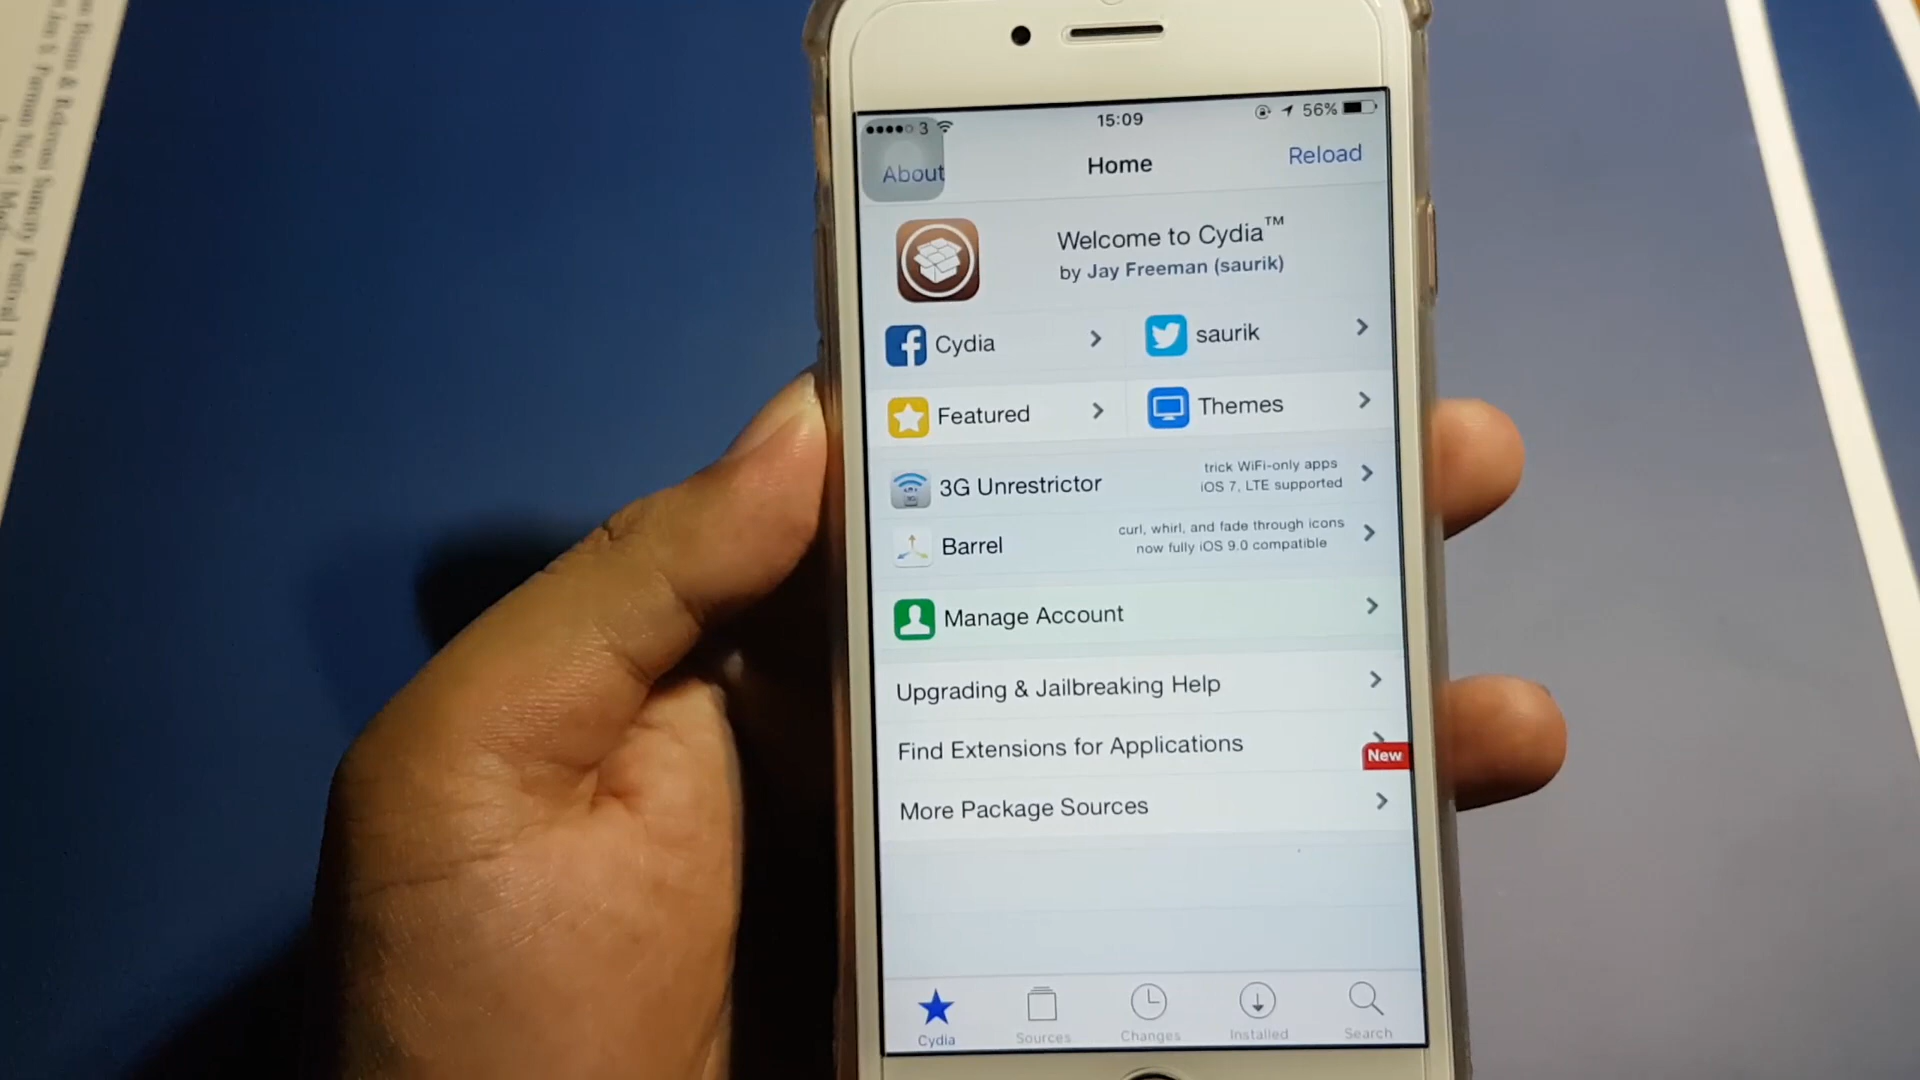 3
15:09
56%
About
Home
Reload
Welcome to Cydia™
by Jay Freeman (saurik)
Cydia
saurik
Featured
Themes
3G Unrestrictor
trick WiFi-only apps
iOS 7, LTE supported
Barrel
curl, whirl, and fade through icons
now fully iOS 9.0 compatible
Manage Account
Upgrading & Jailbreaking Help
Find Extensions for Applications
New
More Package Sources
Cydia
Sources
Changes
Installed
Search